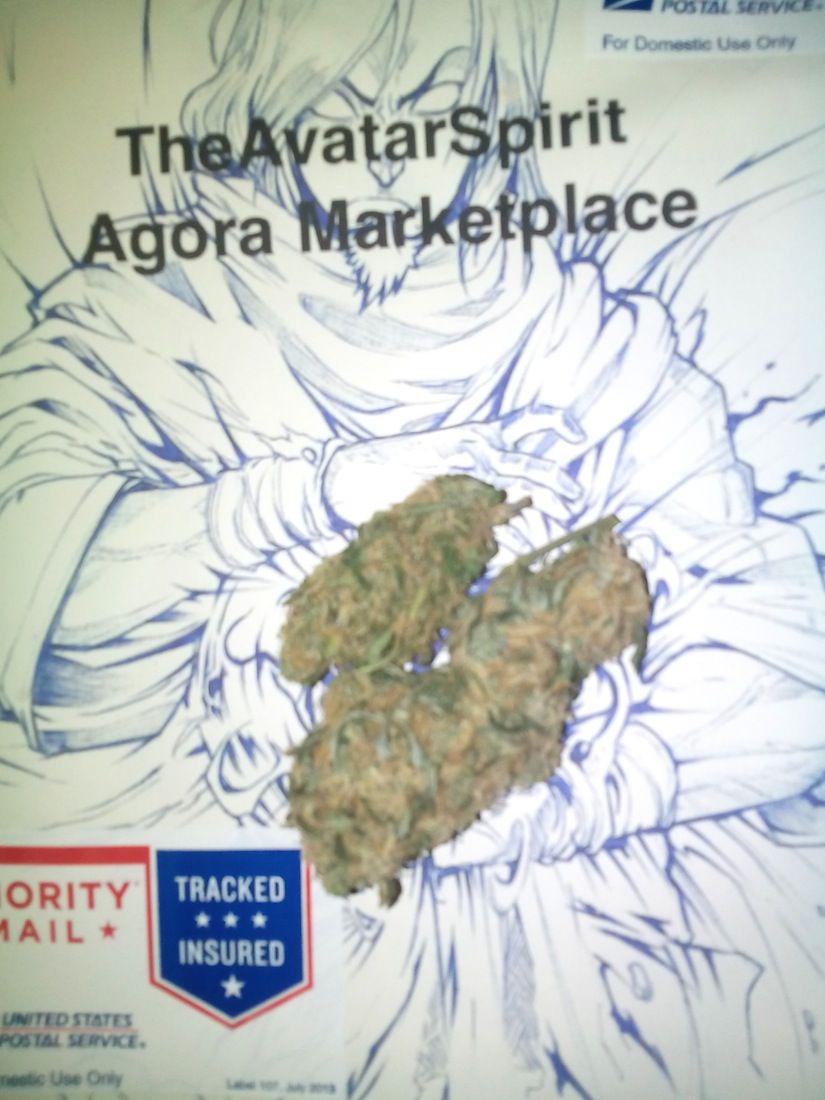 POSTAL SERVICE.
For Domestic Use Only
TheAvatarSpirit
Agora Marketplace
IORITY
MAIL
TRACKED
INSURED
UNITED STATES
POSTAL SERVICE.
mestic Use Only
Label 107, July 2013